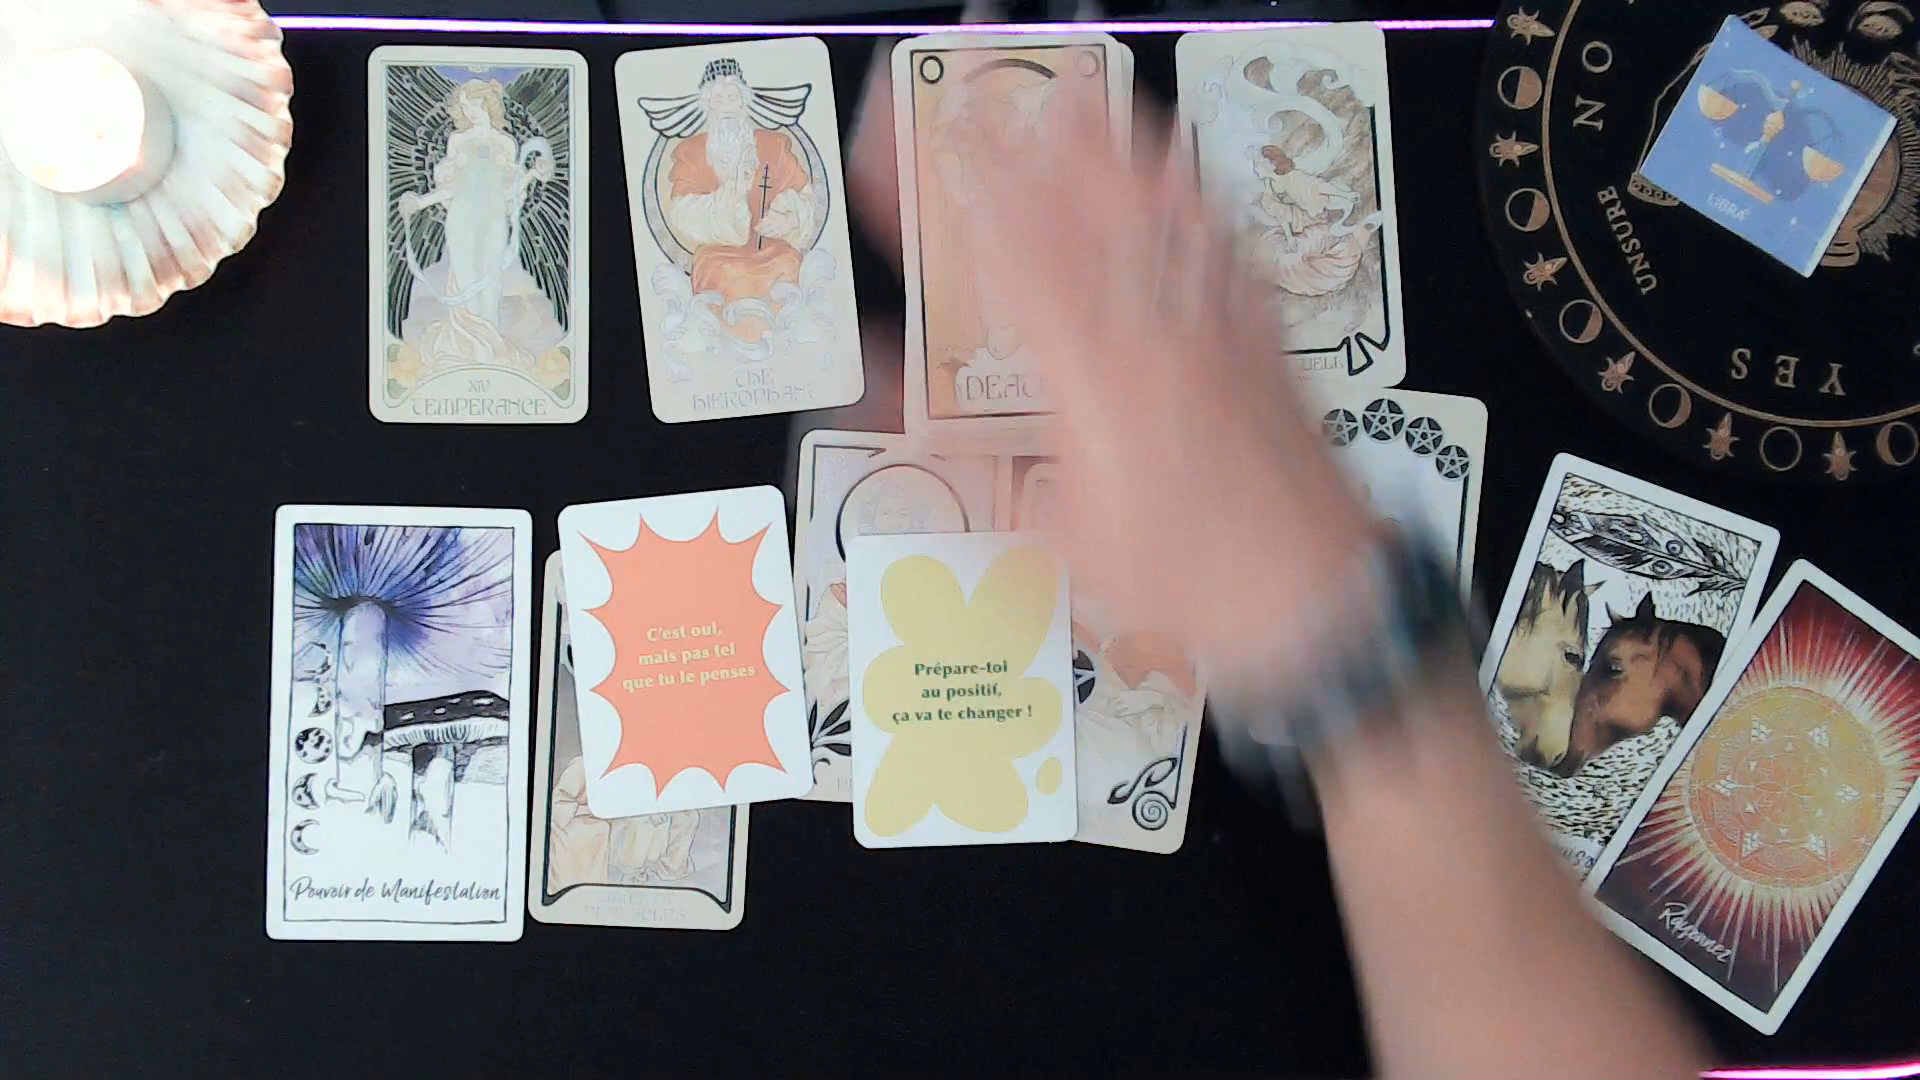 XIV
TEMPERANCE
THE
HIEROPHANT
NO
UNSURE
YES
LIBRA
C'est oui,
mais pas tel
que tu le penses
Prépare-toi
au positif,
ça va te changer !
Pouvoir de Manifestation
Rayonnez